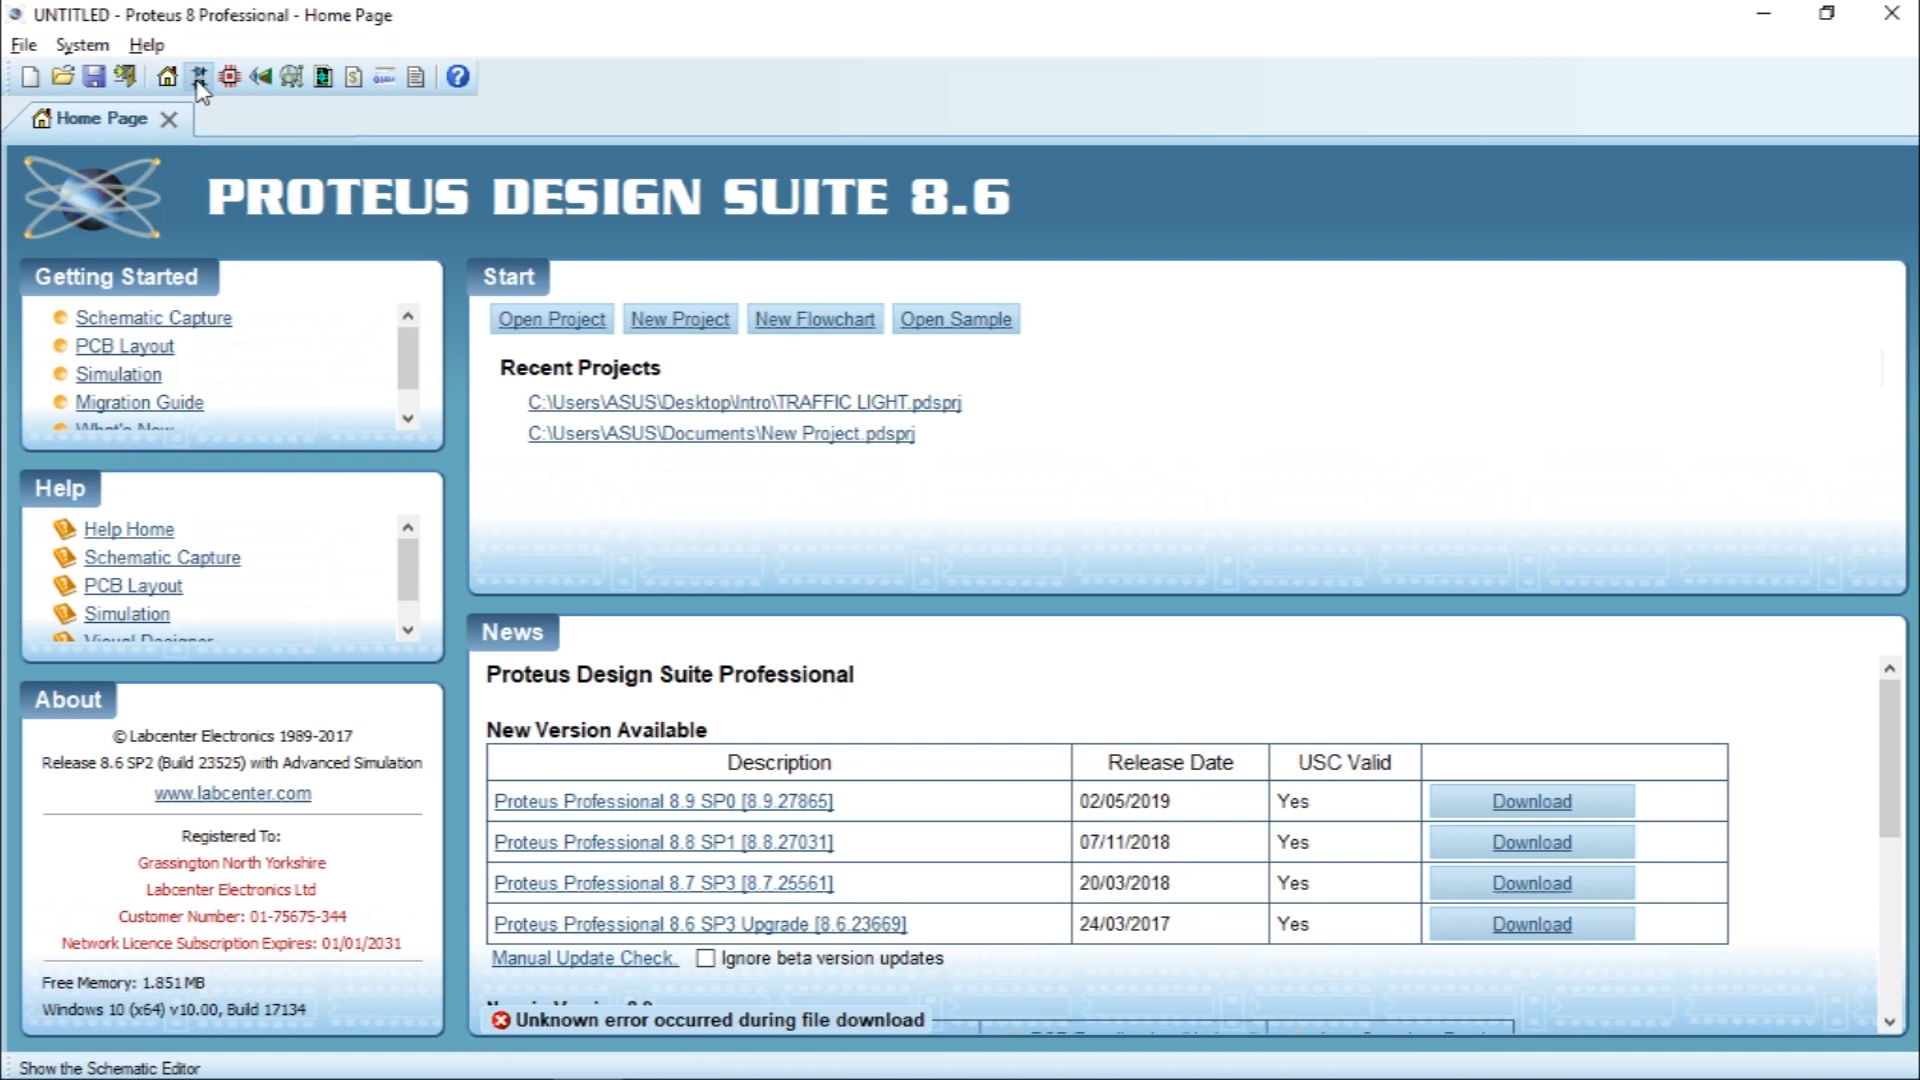 UNTITLED - Proteus 8 Professional - Home Page
File System Help
Home Page
PROTEUS DESIGN SUITE 8.6
Getting Started
Schematic Capture
PCB Layout
Simulation
Migration Guide
What's New
Start
Open Project New Project New Flowchart Open Sample
Recent Projects
C:\Users\ASUS\Desktop\Intro\TRAFFIC LIGHT.pdsprj
C:\Users\ASUS\Documents\New Project.pdsprj
Help
Help Home
Schematic Capture
PCB Layout
Simulation
Visual Designer
News
Proteus Design Suite Professional
New Version Available
Description Release Date USC Valid
Proteus Professional 8.9 SP0 [8.9.27865] 02/05/2019 Yes Download
Proteus Professional 8.8 SP1 [8.8.27031] 07/11/2018 Yes Download
Proteus Professional 8.7 SP3 [8.7.25561] 20/03/2018 Yes Download
Proteus Professional 8.6 SP3 Upgrade [8.6.23669] 24/03/2017 Yes Download
Manual Update Check. Ignore beta version updates
Unknown error occurred during file download
About
© Labcenter Electronics 1989-2017
Release 8.6 SP2 (Build 23525) with Advanced Simulation
www.labcenter.com
Registered To:
Grassington North Yorkshire
Labcenter Electronics Ltd
Customer Number: 01-75675-344
Network Licence Subscription Expires: 01/01/2031
Free Memory: 1.851 MB
Windows 10 (x64) v10.00, Build 17134
Show the Schematic Editor